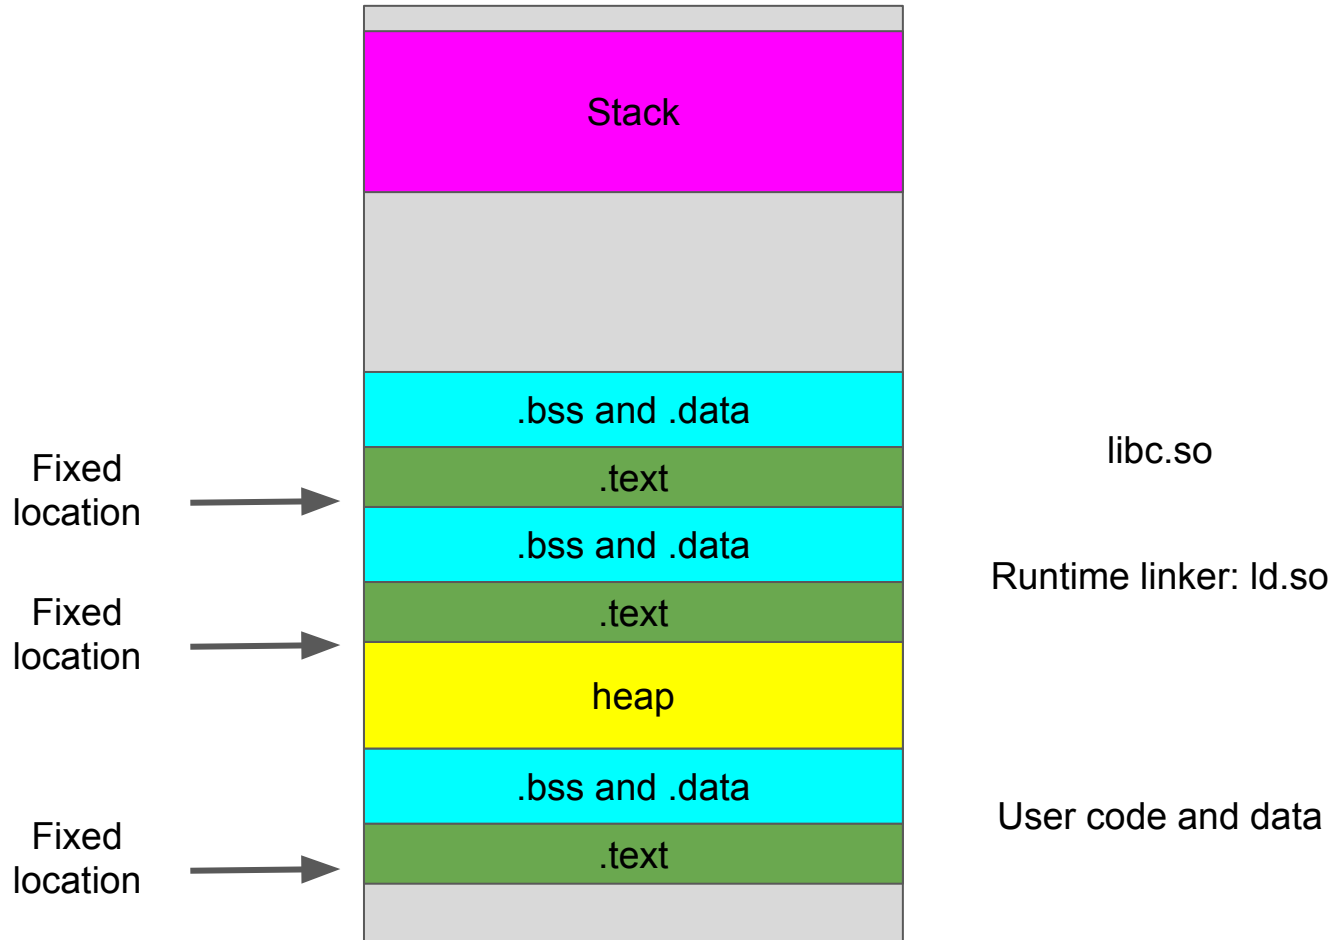 Stack
.bss and .data
libc.so
Fixed
location
.text
.bss and .data
Runtime linker: ld.so
Fixed
location
.text
heap
.bss and .data
User code and data
Fixed
location
.text